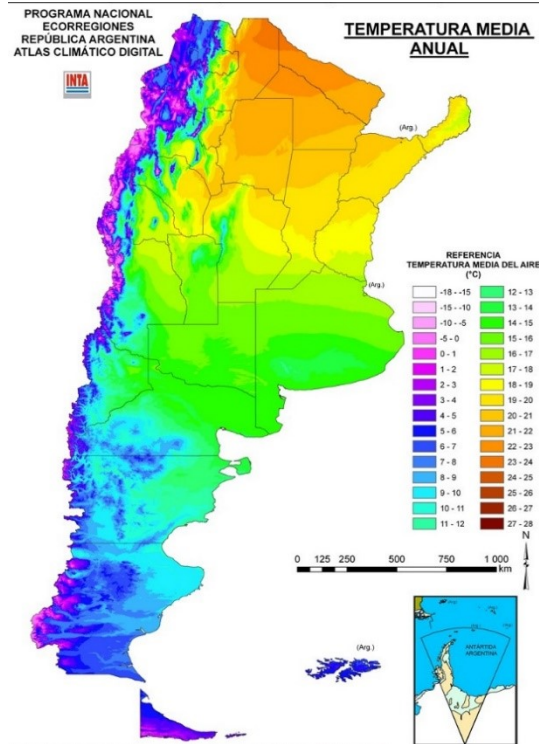 PROGRAMA NACIONAL
ECORREGIONES
REPÚBLICA ARGENTINA
ATLAS CLIMÁTICO DIGITAL
INTA
TEMPERATURA MEDIA
ANUAL
(Arg.)
(Arg.)
REFERENCIA
TEMPERATURA MEDIA DEL AIRE
(°C)
-18 - -15
-15 - -10
-10 - -5
-5 - 0
0 - 1
1 - 2
2 - 3
3 - 4
4 - 5
5 - 6
6 - 7
7 - 8
8 - 9
9 - 10
10 - 11
11 - 12
12 - 13
13 - 14
14 - 15
15 - 16
16 - 17
17 - 18
18 - 19
19 - 20
20 - 21
21 - 22
22 - 23
23 - 24
24 - 25
25 - 26
26 - 27
27 - 28
N
0 125 250 500 750 1 000
km
(Arg.)
ANTÁRTIDA
ARGENTINA